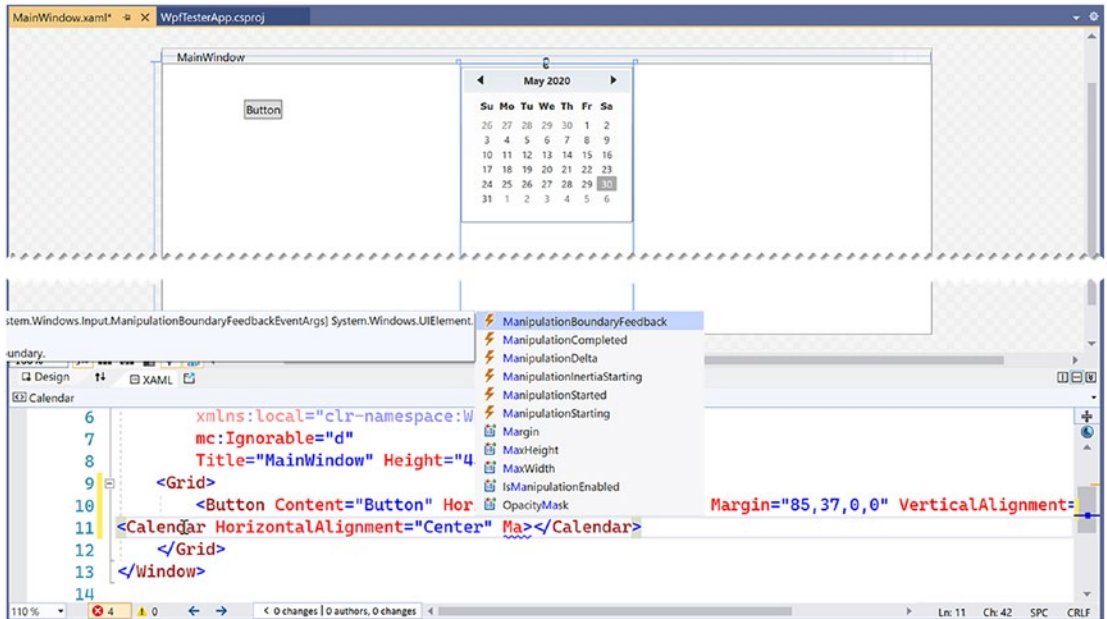 MainWindow.xaml* WpfTesterApp.csproj
MainWindow
Button
May 2020
Su Mo Tu We Th Fr Sa
26 27 28 29 30 1 2
3 4 5 6 7 8 9
10 11 12 13 14 15 16
17 18 19 20 21 22 23
24 25 26 27 28 29 30
31 1 2 3 4 5 6
stem.Windows.Input.ManipulationBoundaryFeedbackEventArgs] System.Windows.UIElement.
oundary.
ManipulationBoundaryFeedback
ManipulationCompleted
ManipulationDelta
ManipulationInertiaStarting
ManipulationStarted
ManipulationStarting
Margin
MaxHeight
MaxWidth
IsManipulationEnabled
OpacityMask
Design XAML
Calendar
6 xmlns:local="clr-namespace:W
7 mc:Ignorable="d"
8 Title="MainWindow" Height="4
9 <Grid>
10 <Button Content="Button" Hor Margin="85,37,0,0" VerticalAlignment=
11 <Calendar HorizontalAlignment="Center" Ma></Calendar>
12 </Grid>
13 </Window>
14
110 % 4 0 0 changes | 0 authors, 0 changes Ln: 11 Ch: 42 SPC CRLF